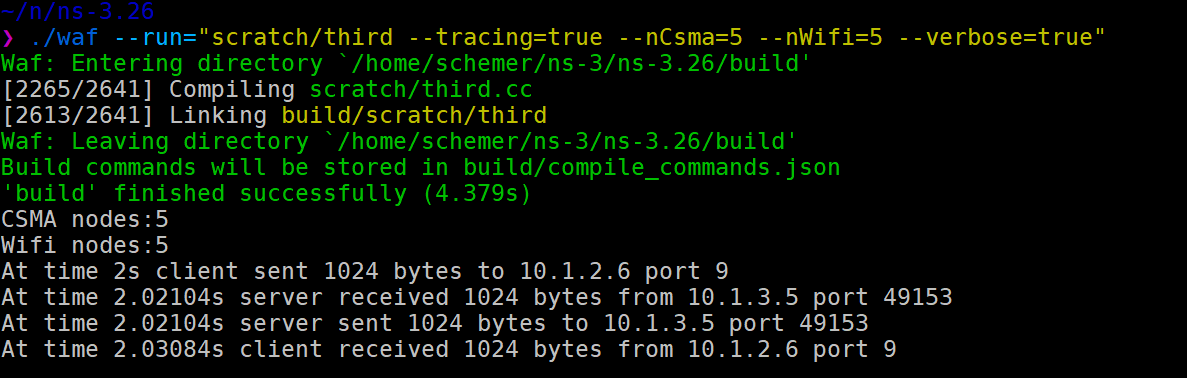 ~/n/ns-3.26
❯ ./waf --run="scratch/third --tracing=true --nCsma=5 --nWifi=5 --verbose=true"
Waf: Entering directory `/home/schemer/ns-3/ns-3.26/build'
[2265/2641] Compiling scratch/third.cc
[2613/2641] Linking build/scratch/third
Waf: Leaving directory `/home/schemer/ns-3/ns-3.26/build'
Build commands will be stored in build/compile_commands.json
'build' finished successfully (4.379s)
CSMA nodes:5
Wifi nodes:5
At time 2s client sent 1024 bytes to 10.1.2.6 port 9
At time 2.02104s server received 1024 bytes from 10.1.3.5 port 49153
At time 2.02104s server sent 1024 bytes to 10.1.3.5 port 49153
At time 2.03084s client received 1024 bytes from 10.1.2.6 port 9